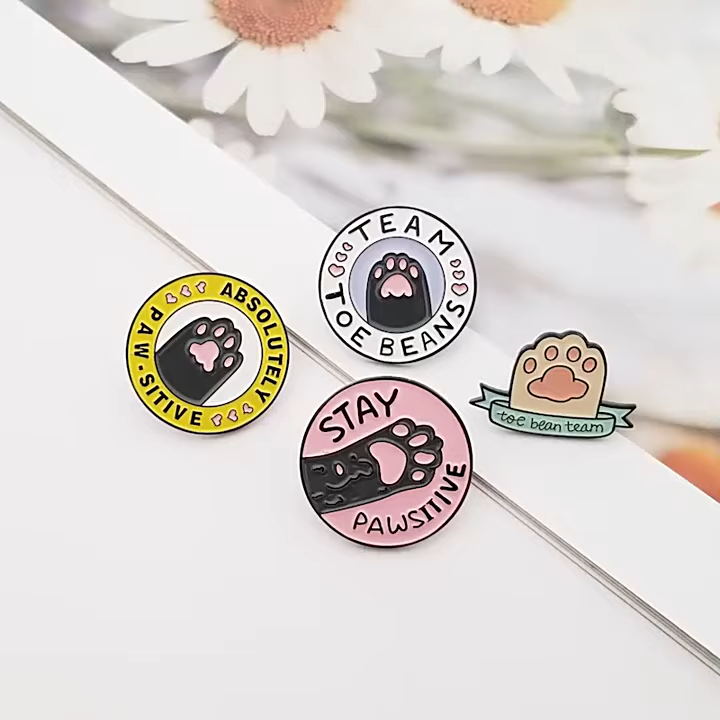 TEAM
TOE BEANS
ABSOLUTELY
PAW·SITIVE
toe bean team
STAY
PAWSITIVE